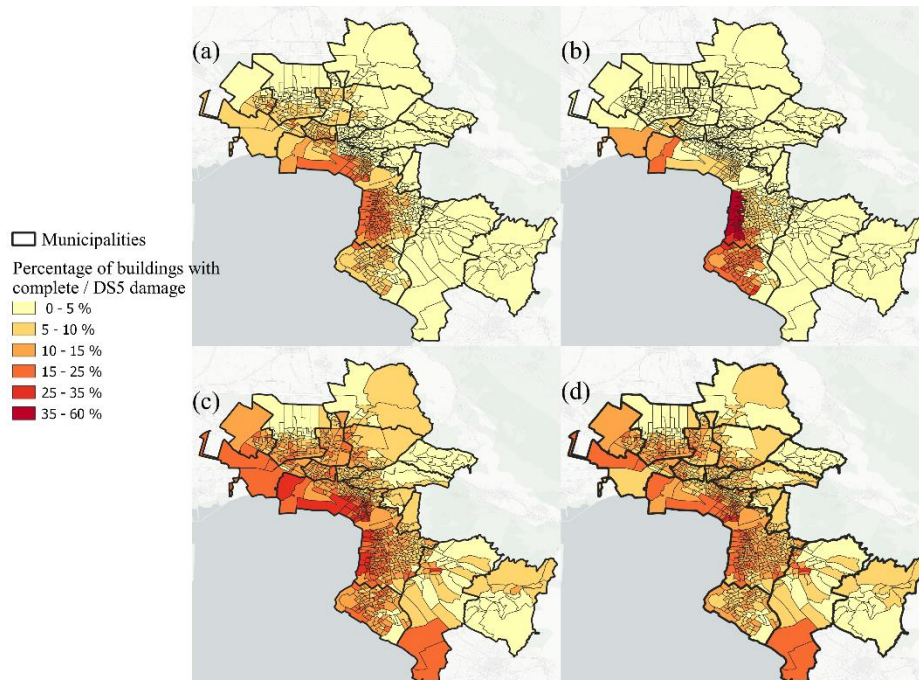 (a)
(b)
Municipalities
Percentage of buildings with
complete / DS5 damage
0 - 5 %
5 - 10 %
10 - 15 %
15 - 25 %
25 - 35 %
35 - 60 %
(c)
(d)